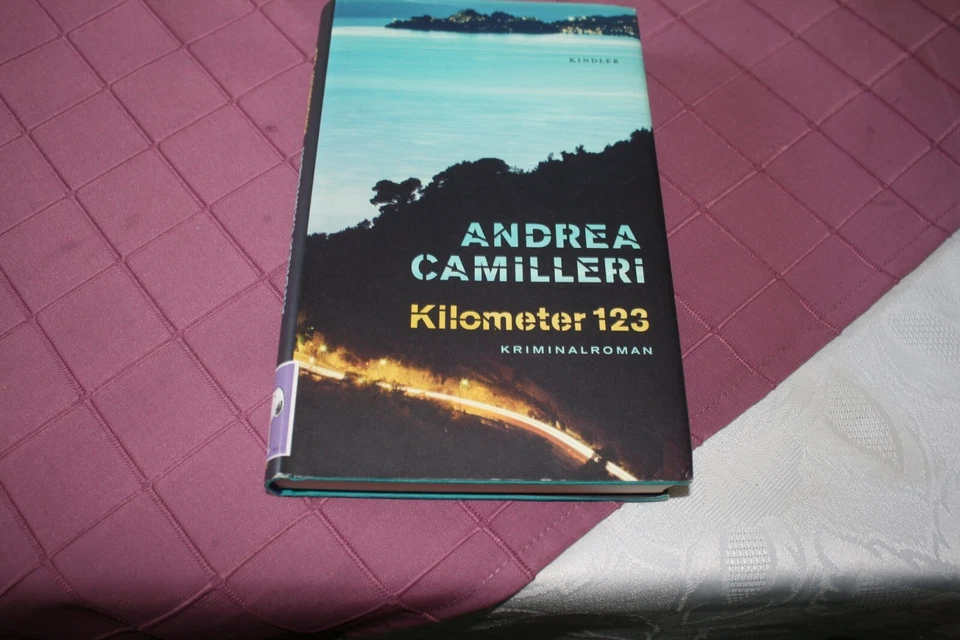 KINDLER
ANDREA
CAMILLERI
Kilometer 123
KRIMINALROMAN